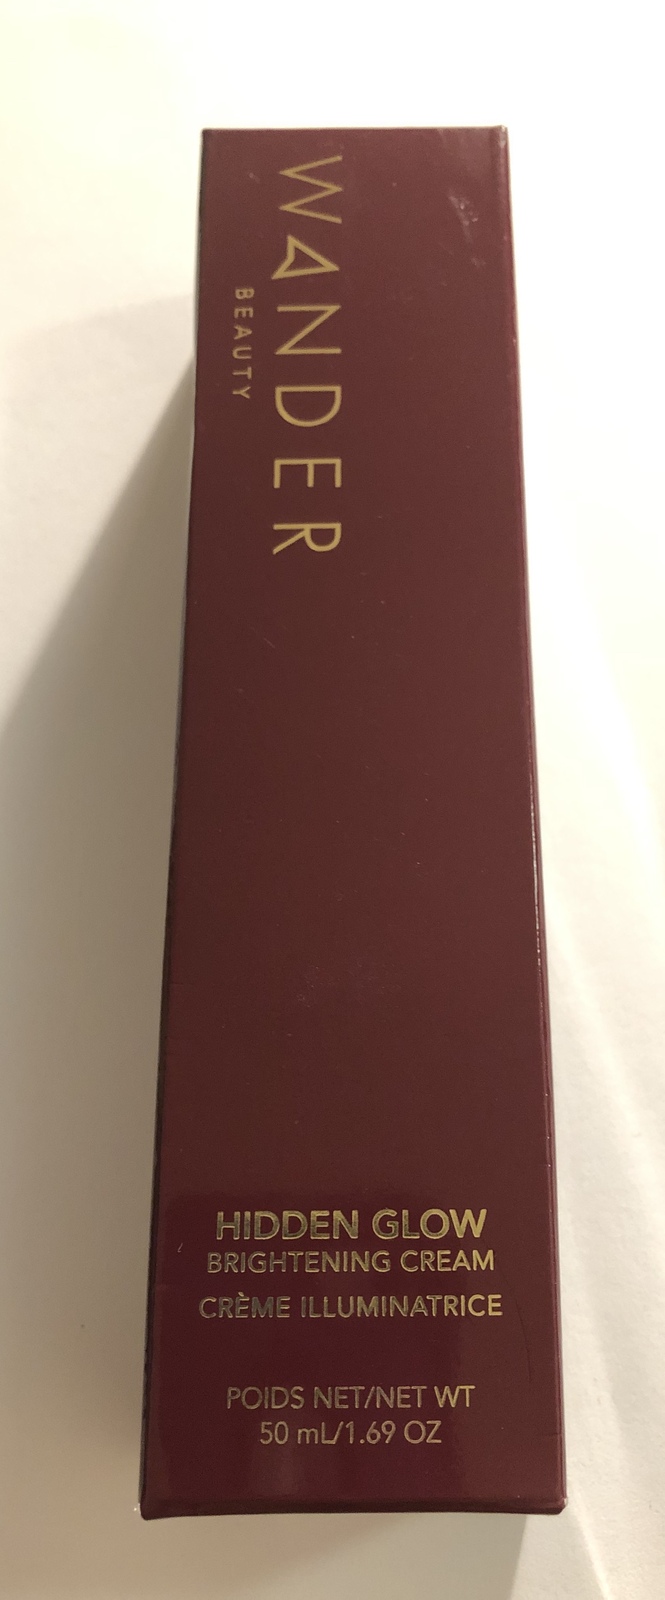 WANDER
BEAUTY
HIDDEN GLOW
BRIGHTENING CREAM
CRÈME ILLUMINATRICE
POIDS NET/NET WT
50 mL/1.69 OZ